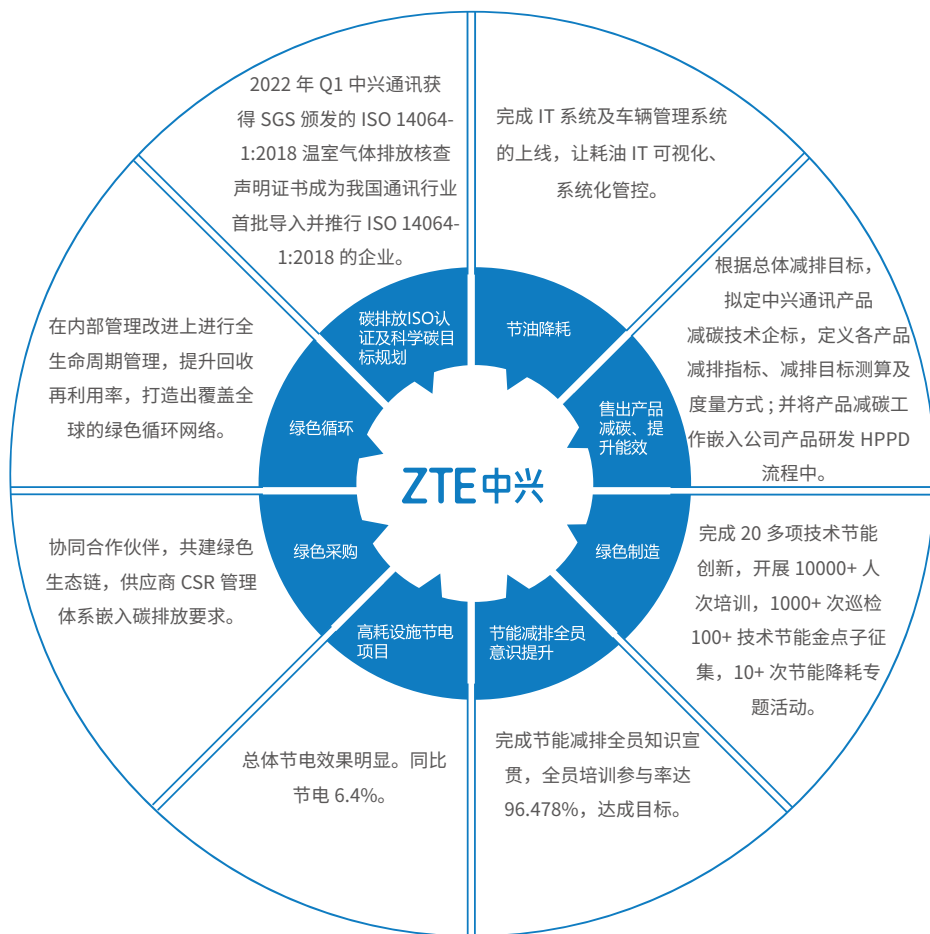 2022 年 Q1 中兴通讯获
得 SGS 颁发的 ISO 14064-
1:2018 温室气体排放核查
声明证书成为我国通讯行业
首批导入并推行 ISO 14064-
1:2018 的企业。
碳排放ISO认
证及科学碳目
标规划
完成 IT 系统及车辆管理系统
的上线，让耗油 IT 可视化、
系统化管控。
节油降耗
根据总体减排目标，
拟定中兴通讯产品
减碳技术企标，定义各产品
减排指标、减排目标测算及
度量方式 ; 并将产品减碳工
作嵌入公司产品研发 HPPD
流程中。
售出产品
减碳、提
升能效
完成 20 多项技术节能
创新，开展 10000+ 人
次培训，1000+ 次巡检
100+ 技术节能金点子征
集，10+ 次节能降耗专
题活动。
绿色制造
完成节能减排全员知识宣
贯，全员培训参与率达
96.478%，达成目标。
节能减排全员
意识提升
总体节电效果明显。同比
节电 6.4%。
高耗设施节电
项目
协同合作伙伴，共建绿色
生态链，供应商 CSR 管理
体系嵌入碳排放要求。
绿色采购
在内部管理改进上进行全
生命周期管理，提升回收
再利用率，打造出覆盖全
球的绿色循环网络。
绿色循环
ZTE中兴